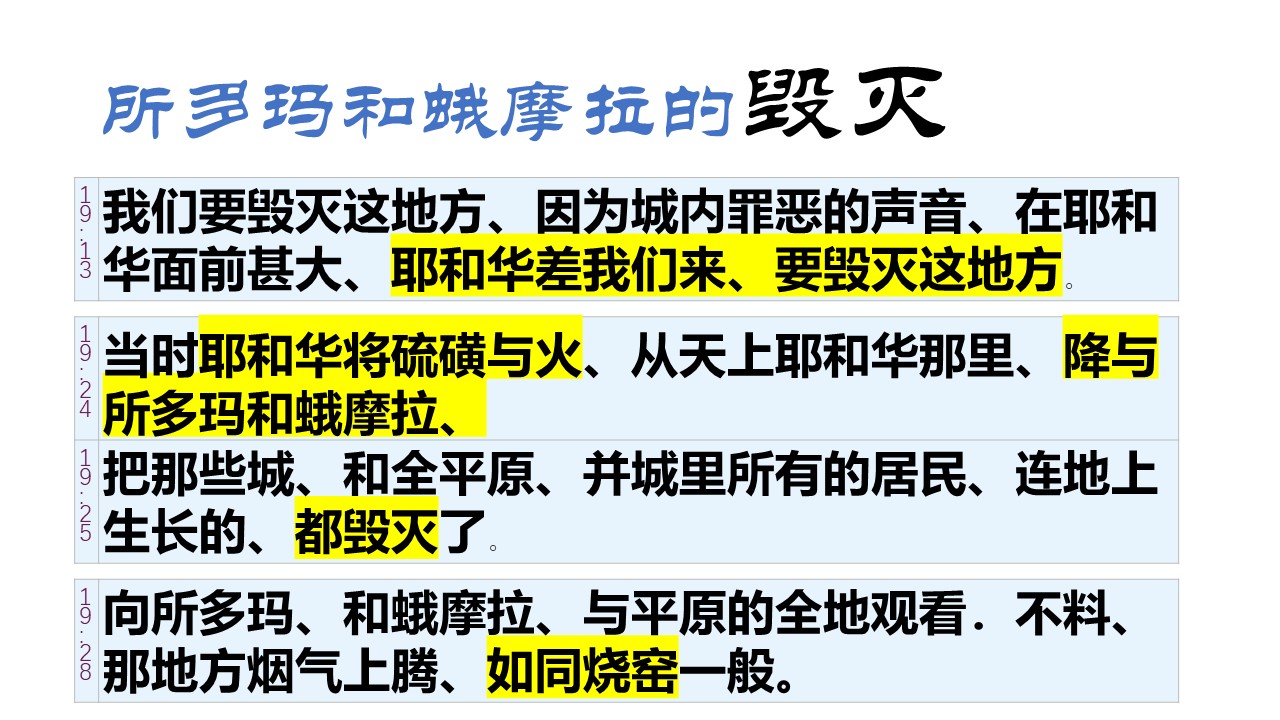 所多玛和蛾摩拉的毁灭
19:13 我们要毁灭这地方、因为城内罪恶的声音、在耶和
华面前甚大、耶和华差我们来、要毁灭这地方。
19:24 当时耶和华将硫磺与火、从天上耶和华那里、降与
所多玛和蛾摩拉、
19:25 把那些城、和全平原、并城里所有的居民、连地上
生长的、都毁灭了。
19:28 向所多玛、和蛾摩拉、与平原的全地观看．不料、
那地方烟气上腾、如同烧窑一般。